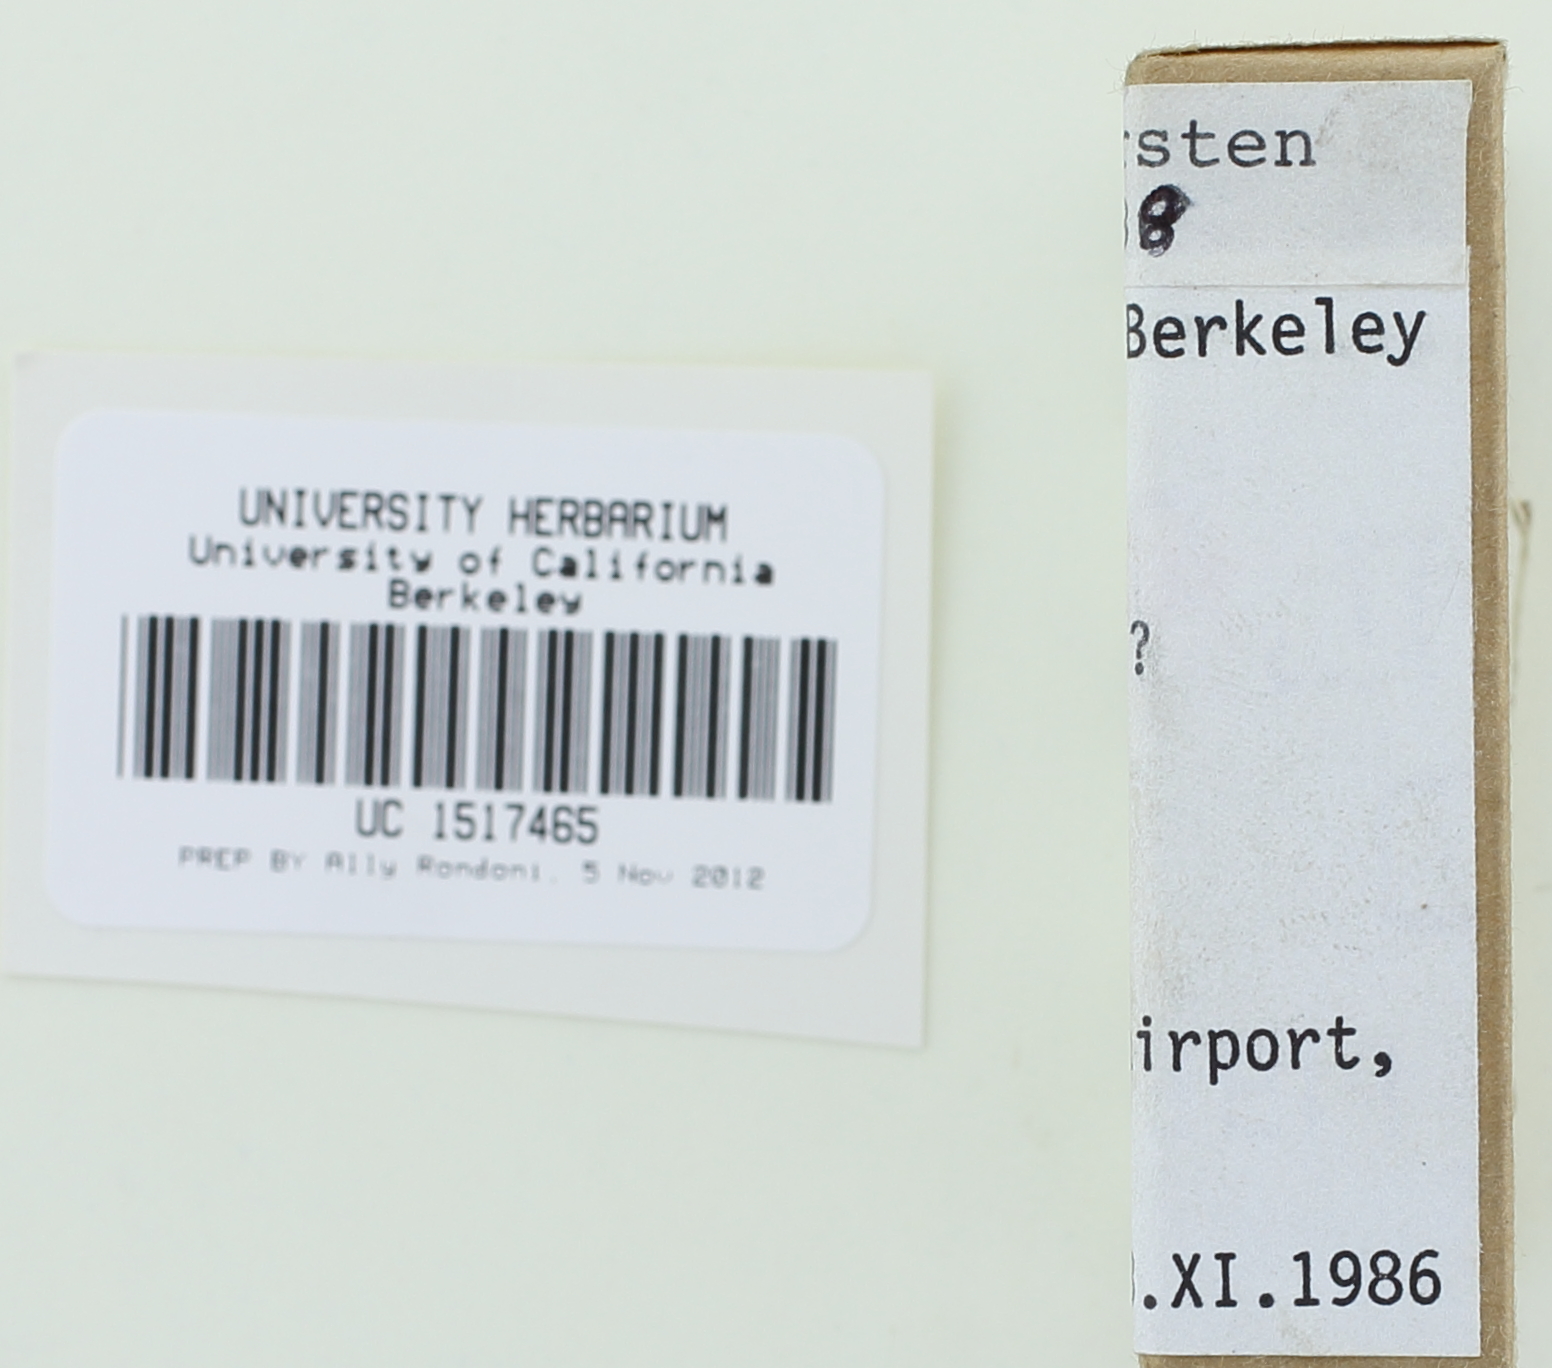 UNIVERSITY HERBARIUM
University of California
Berkeley
UC 1517465
PREP BY Ally Rondoni. 5 Nov 2012
rsten
8
Berkeley
?
irport,
.XI.1986